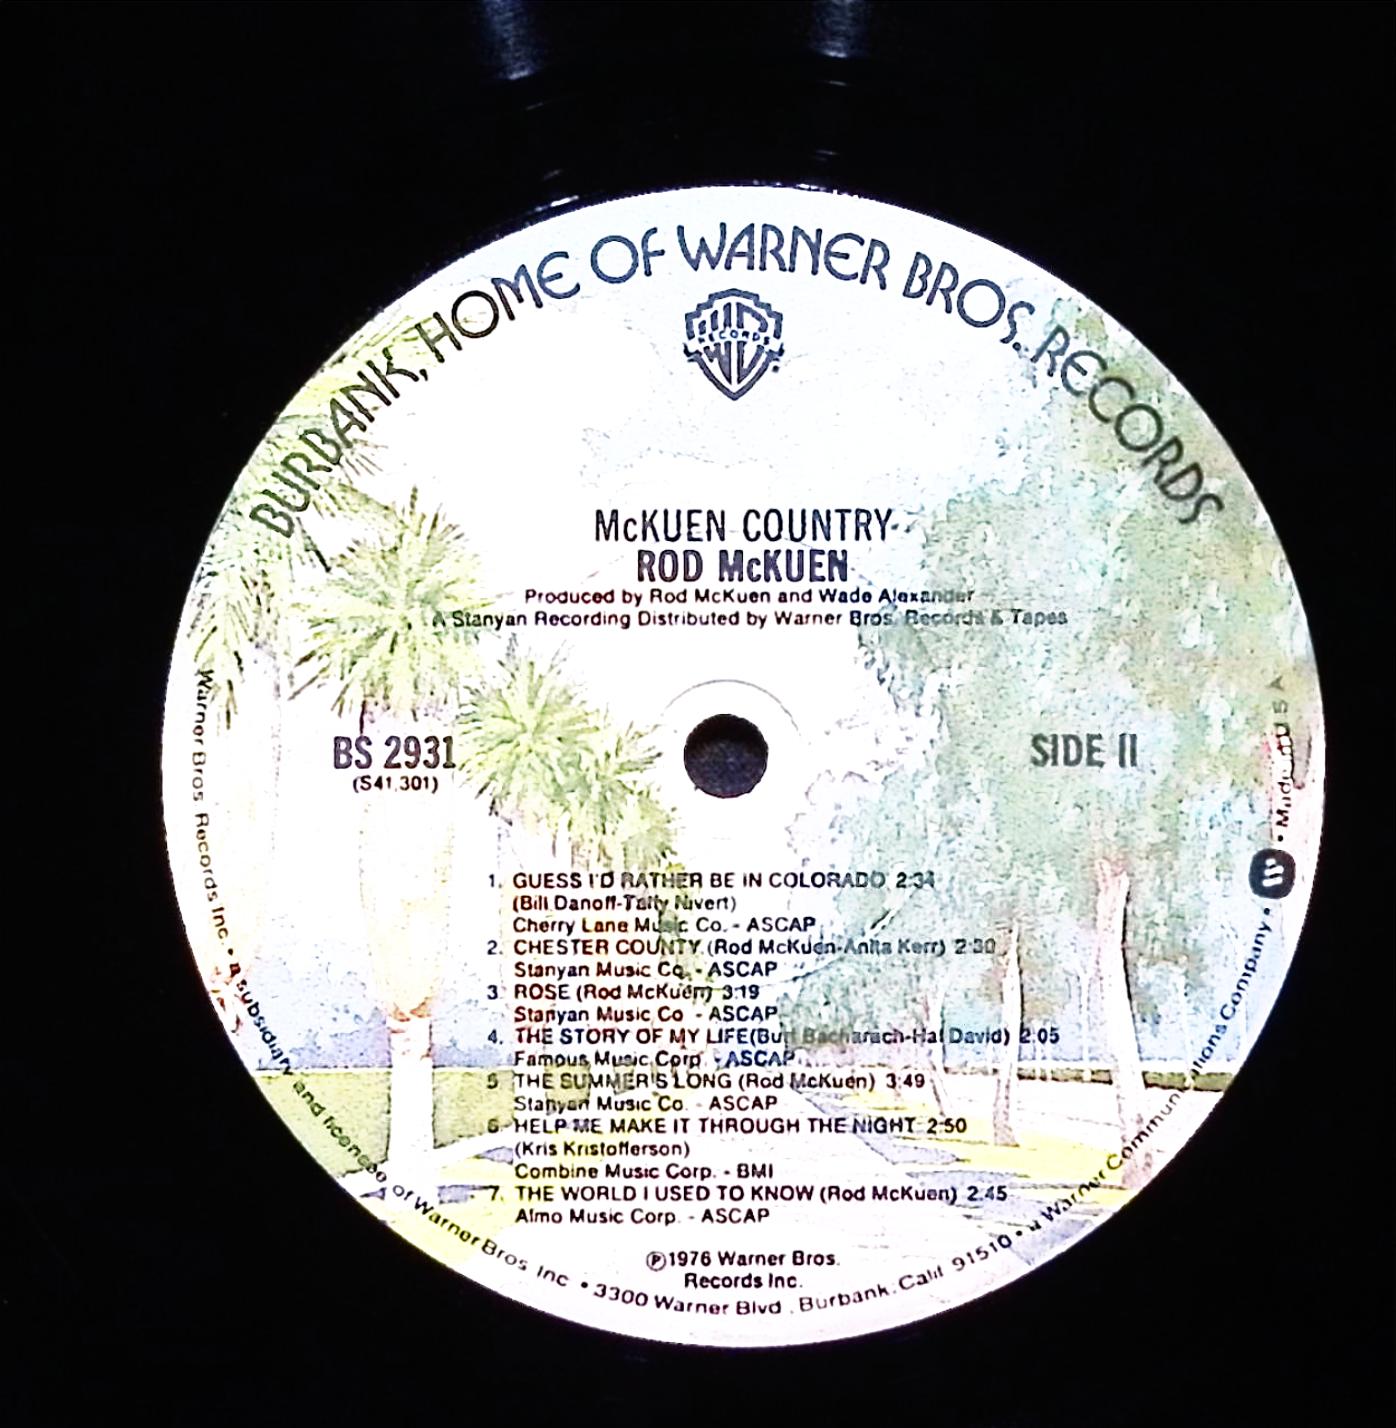 BURBANK, HOME OF WARNER BROS. RECORDS
RECORDS
McKUEN COUNTRY
ROD McKUEN
Produced by Rod McKuen and Wade Alexander
A Stanyan Recording Distributed by Warner Bros. Records & Tapes
BS 2931
(S41,301)
SIDE II
1. GUESS I'D RATHER BE IN COLORADO 2:34
(Bill Danoff-Taffy Nivert)
Cherry Lane Music Co. - ASCAP
2. CHESTER COUNTY (Rod McKuen-Anita Kerr) 2:30
Stanyan Music Co. - ASCAP
3. ROSE (Rod McKuen) 3:19
Stanyan Music Co. - ASCAP
4. THE STORY OF MY LIFE (Burt Bacharach-Hal David) 2:05
Famous Music Corp. - ASCAP
5. THE SUMMER'S LONG (Rod McKuen) 3:49
Stanyan Music Co. - ASCAP
6. HELP ME MAKE IT THROUGH THE NIGHT 2:50
(Kris Kristofferson)
Combine Music Corp. - BMI
7. THE WORLD I USED TO KNOW (Rod McKuen) 2:45
Almo Music Corp. - ASCAP
℗1976 Warner Bros.
Records Inc.
Warner Bros. Records Inc. • a subsidiary and licensee of Warner Bros. Inc. • 3300 Warner Blvd., Burbank, Calif. 91510 • a Warner Communications Company • Made in U.S.A.